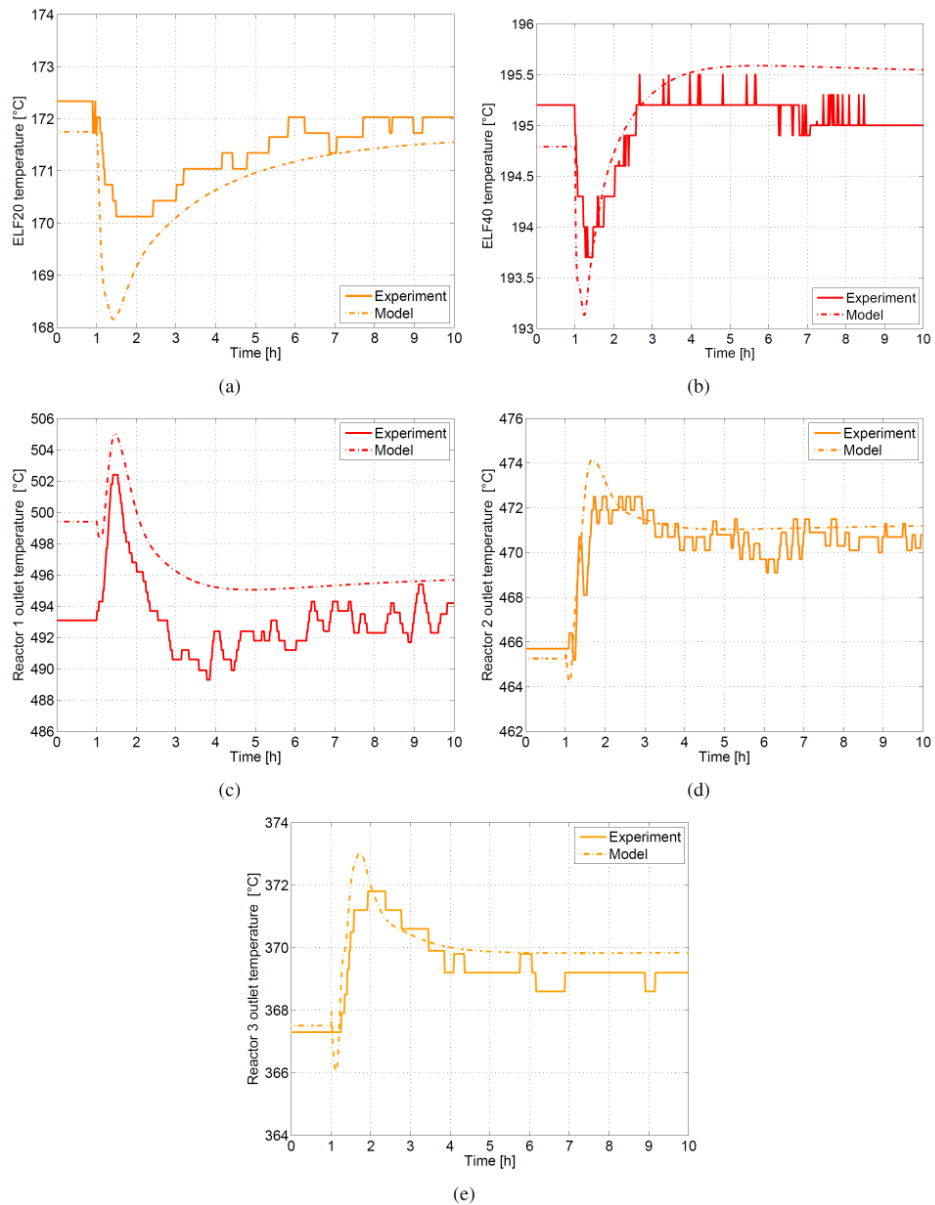 174
173
172
171
170
169
168
0 1 2 3 4 5 6 7 8 9 10
ELF20 temperature [°C]
Time [h]
Experiment
Model
(a)
196
195.5
195
194.5
194
193.5
193
0 1 2 3 4 5 6 7 8 9 10
ELF40 temperature [°C]
Time [h]
Experiment
Model
(b)
506
504
502
500
498
496
494
492
490
488
486
0 1 2 3 4 5 6 7 8 9 10
Reactor 1 outlet temperature [°C]
Time [h]
Experiment
Model
(c)
476
474
472
470
468
466
464
462
0 1 2 3 4 5 6 7 8 9 10
Reactor 2 outlet temperature [°C]
Time [h]
Experiment
Model
(d)
374
372
370
368
366
364
0 1 2 3 4 5 6 7 8 9 10
Reactor 3 outlet temperature [°C]
Time [h]
Experiment
Model
(e)